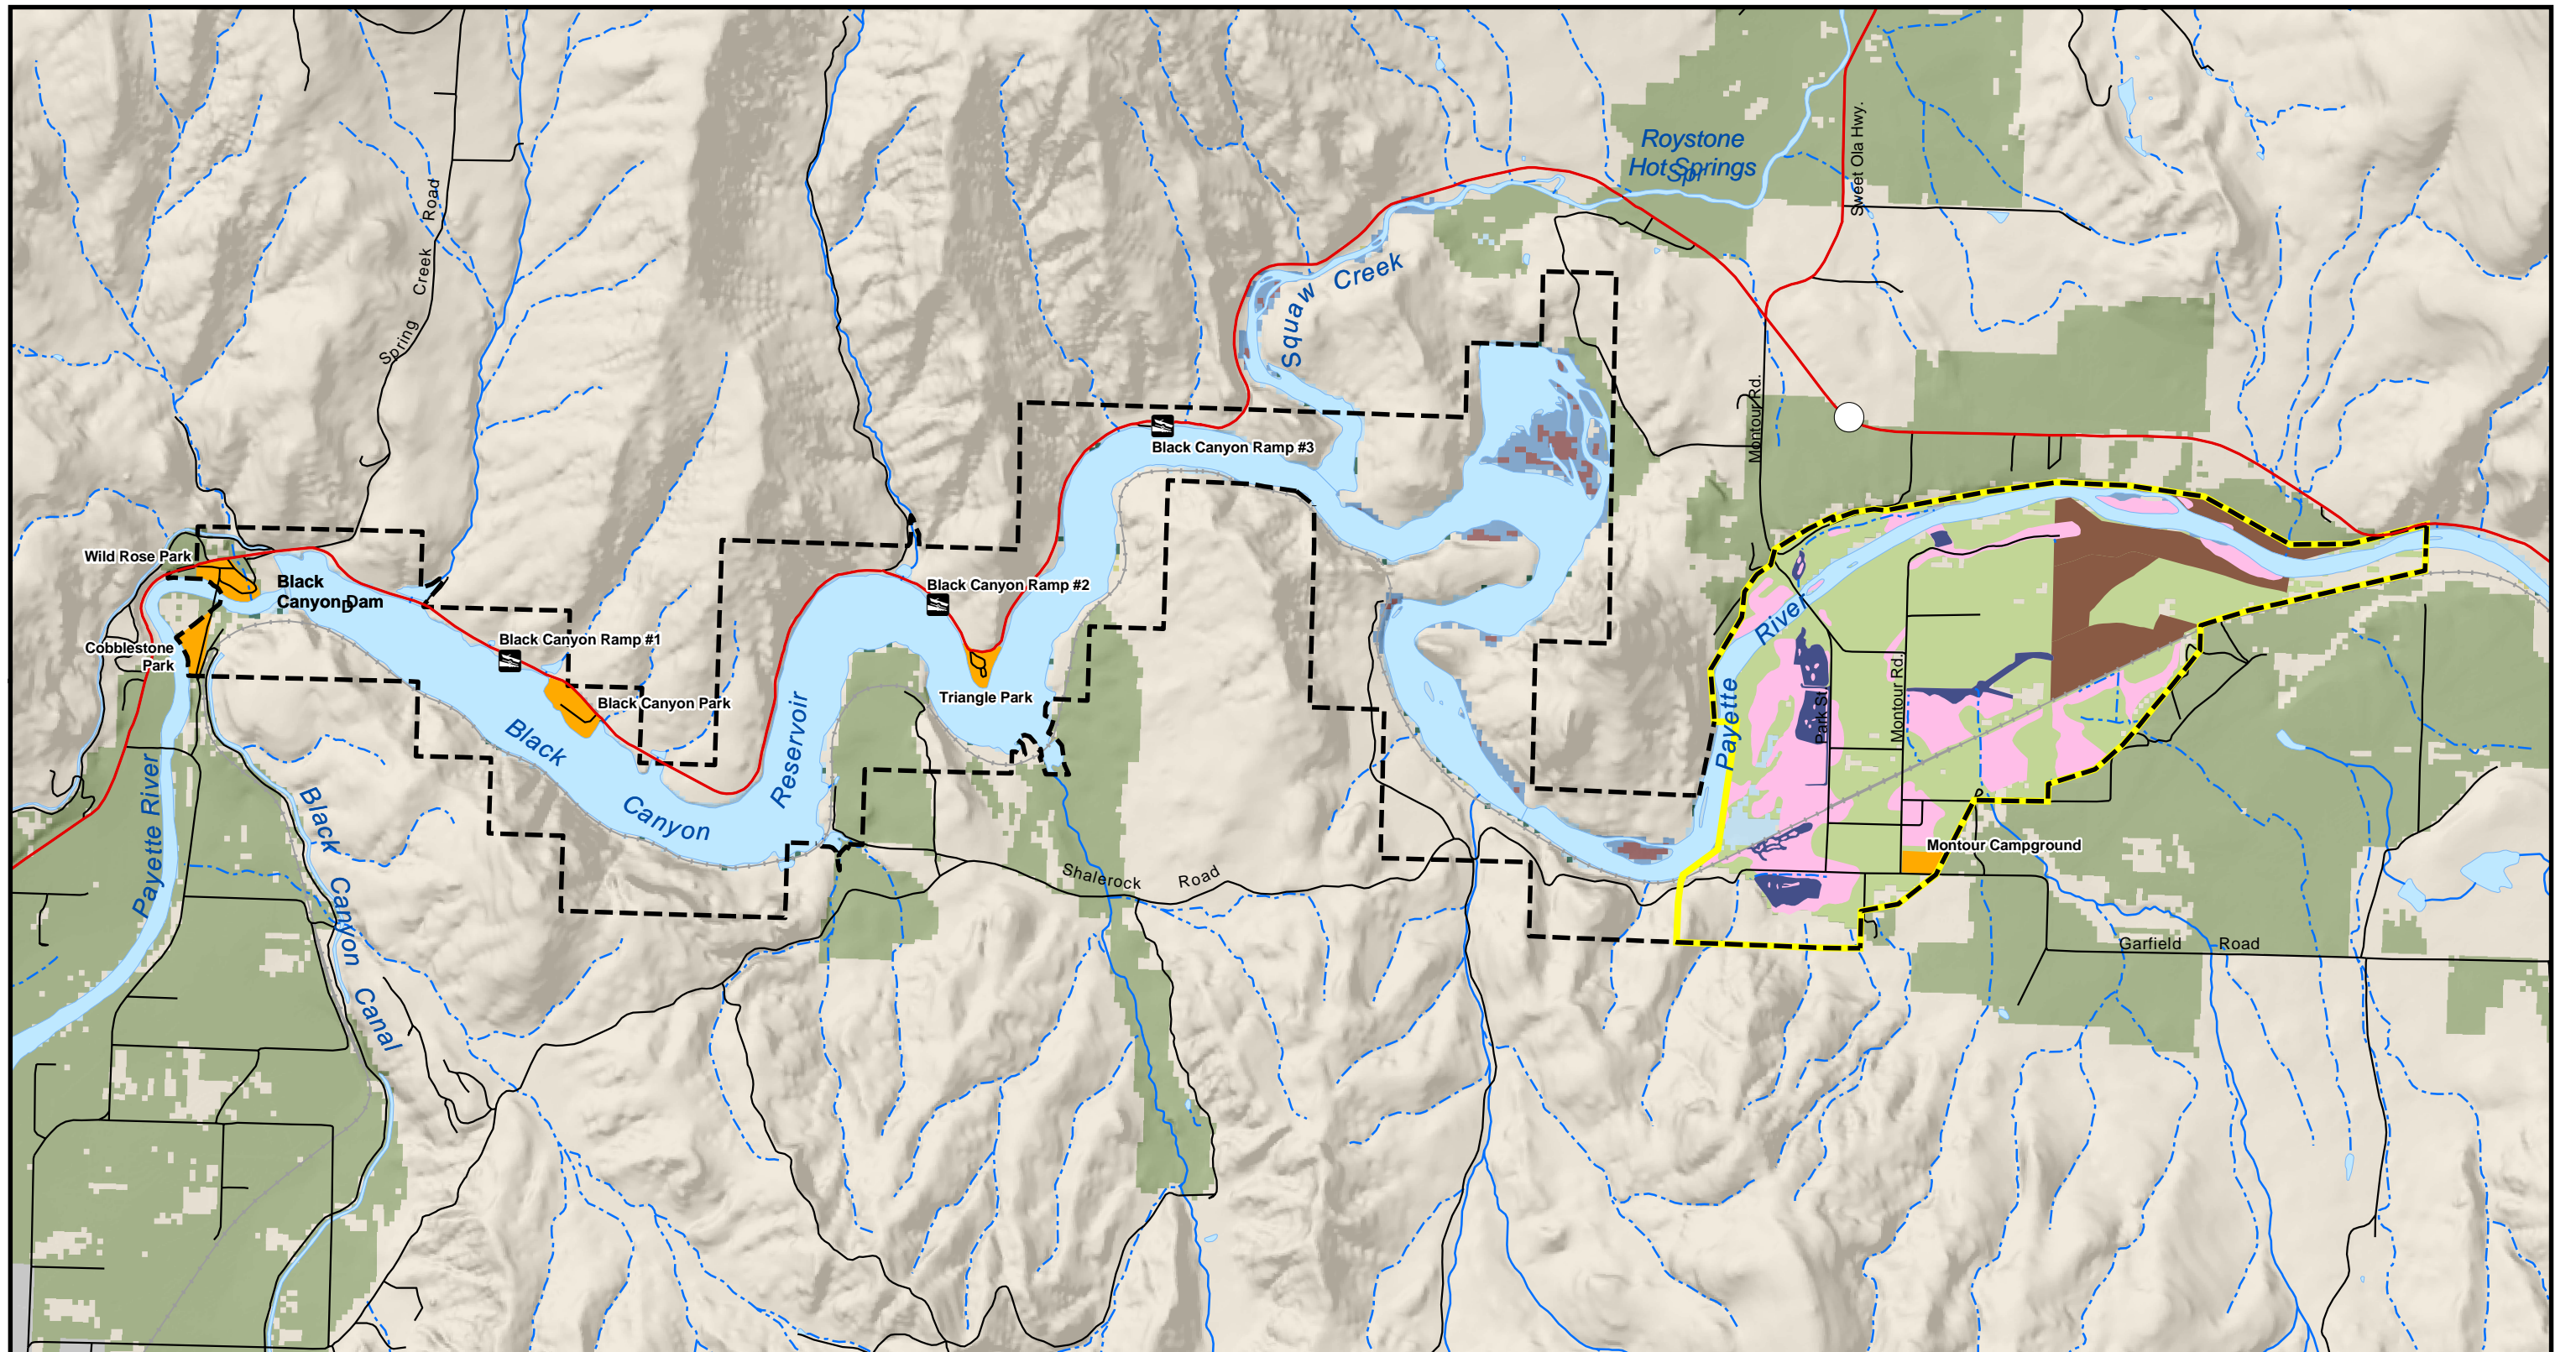 Roystone
Hot Springs
Spr
Sweet Ola Hwy.
Spring Creek Road
Squaw Creek
Montour Rd.
Black Canyon Ramp #3
Wild Rose Park
Black
Canyon Dam
D
Black Canyon Ramp #2
Cobblestone
Park
Black Canyon Ramp #1
Triangle Park
Black Canyon Park
Black Canyon Reservoir
Payette River
Park St
Montour Rd.
Payette River
Black Canyon Canal
Montour Campground
Shalerock Road
Garfield Road